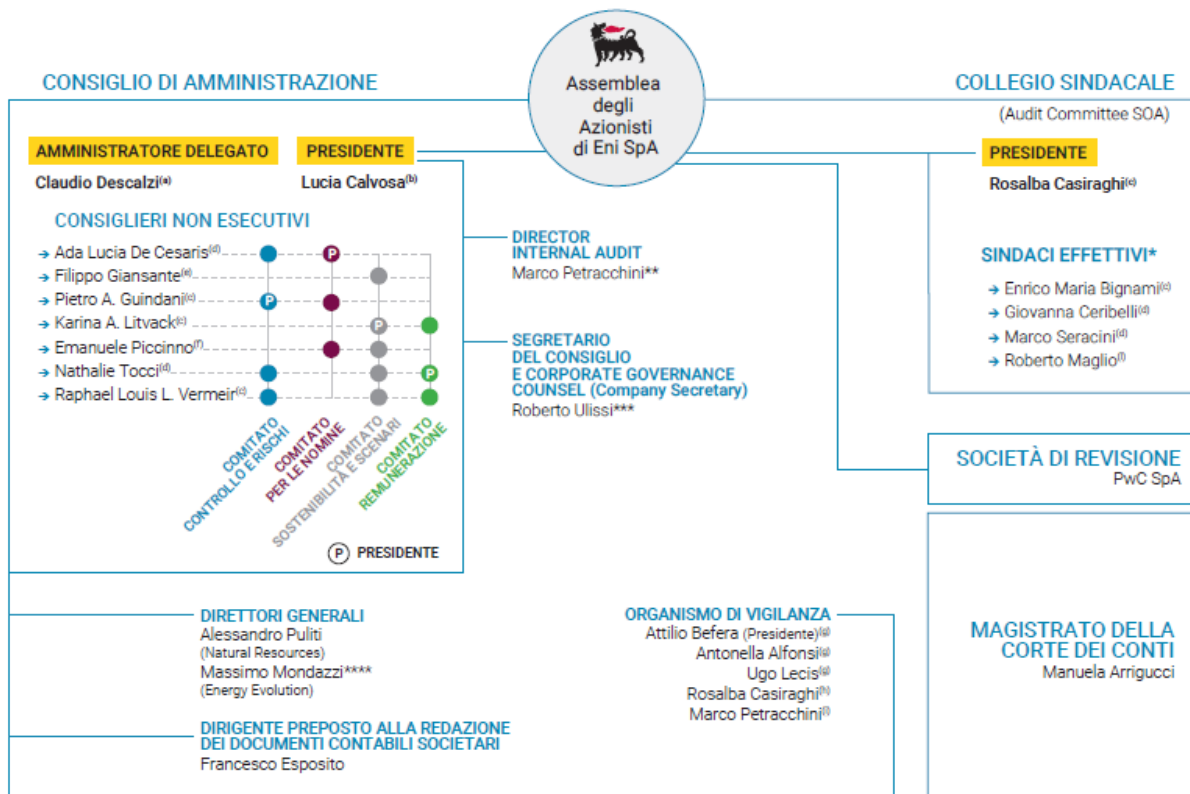 CONSIGLIO DI AMMINISTRAZIONE
Assemblea
degli
Azionisti
di Eni SpA
COLLEGIO SINDACALE
(Audit Committee SOA)
AMMINISTRATORE DELEGATO
Claudio Descalzi(a)
PRESIDENTE
Lucia Calvosa(b)
PRESIDENTE
Rosalba Casiraghi(c)
CONSIGLIERI NON ESECUTIVI
→ Ada Lucia De Cesaris(d)
P
→ Filippo Giansante(e)
→ Pietro A. Guindani(c)
P
→ Karina A. Litvack(c)
P
→ Emanuele Piccinno(f)
→ Nathalie Tocci(d)
P
→ Raphael Louis L. Vermeir(c)
COMITATO
CONTROLLO E RISCHI
COMITATO
PER LE NOMINE
COMITATO
SOSTENIBILITÀ E SCENARI
COMITATO
REMUNERAZIONE
P PRESIDENTE
DIRECTOR
INTERNAL AUDIT
Marco Petracchini**
SEGRETARIO
DEL CONSIGLIO
E CORPORATE GOVERNANCE
COUNSEL (Company Secretary)
Roberto Ulissi***
SINDACI EFFETTIVI*
→ Enrico Maria Bignami(c)
→ Giovanna Ceribelli(d)
→ Marco Seracini(d)
→ Roberto Maglio(i)
SOCIETÀ DI REVISIONE
PwC SpA
DIRETTORI GENERALI
Alessandro Puliti
(Natural Resources)
Massimo Mondazzi****
(Energy Evolution)
DIRIGENTE PREPOSTO ALLA REDAZIONE
DEI DOCUMENTI CONTABILI SOCIETARI
Francesco Esposito
ORGANISMO DI VIGILANZA
Attilio Befera (Presidente)(g)
Antonella Alfonsi(g)
Ugo Lecis(g)
Rosalba Casiraghi(h)
Marco Petracchini(i)
MAGISTRATO DELLA
CORTE DEI CONTI
Manuela Arrigucci